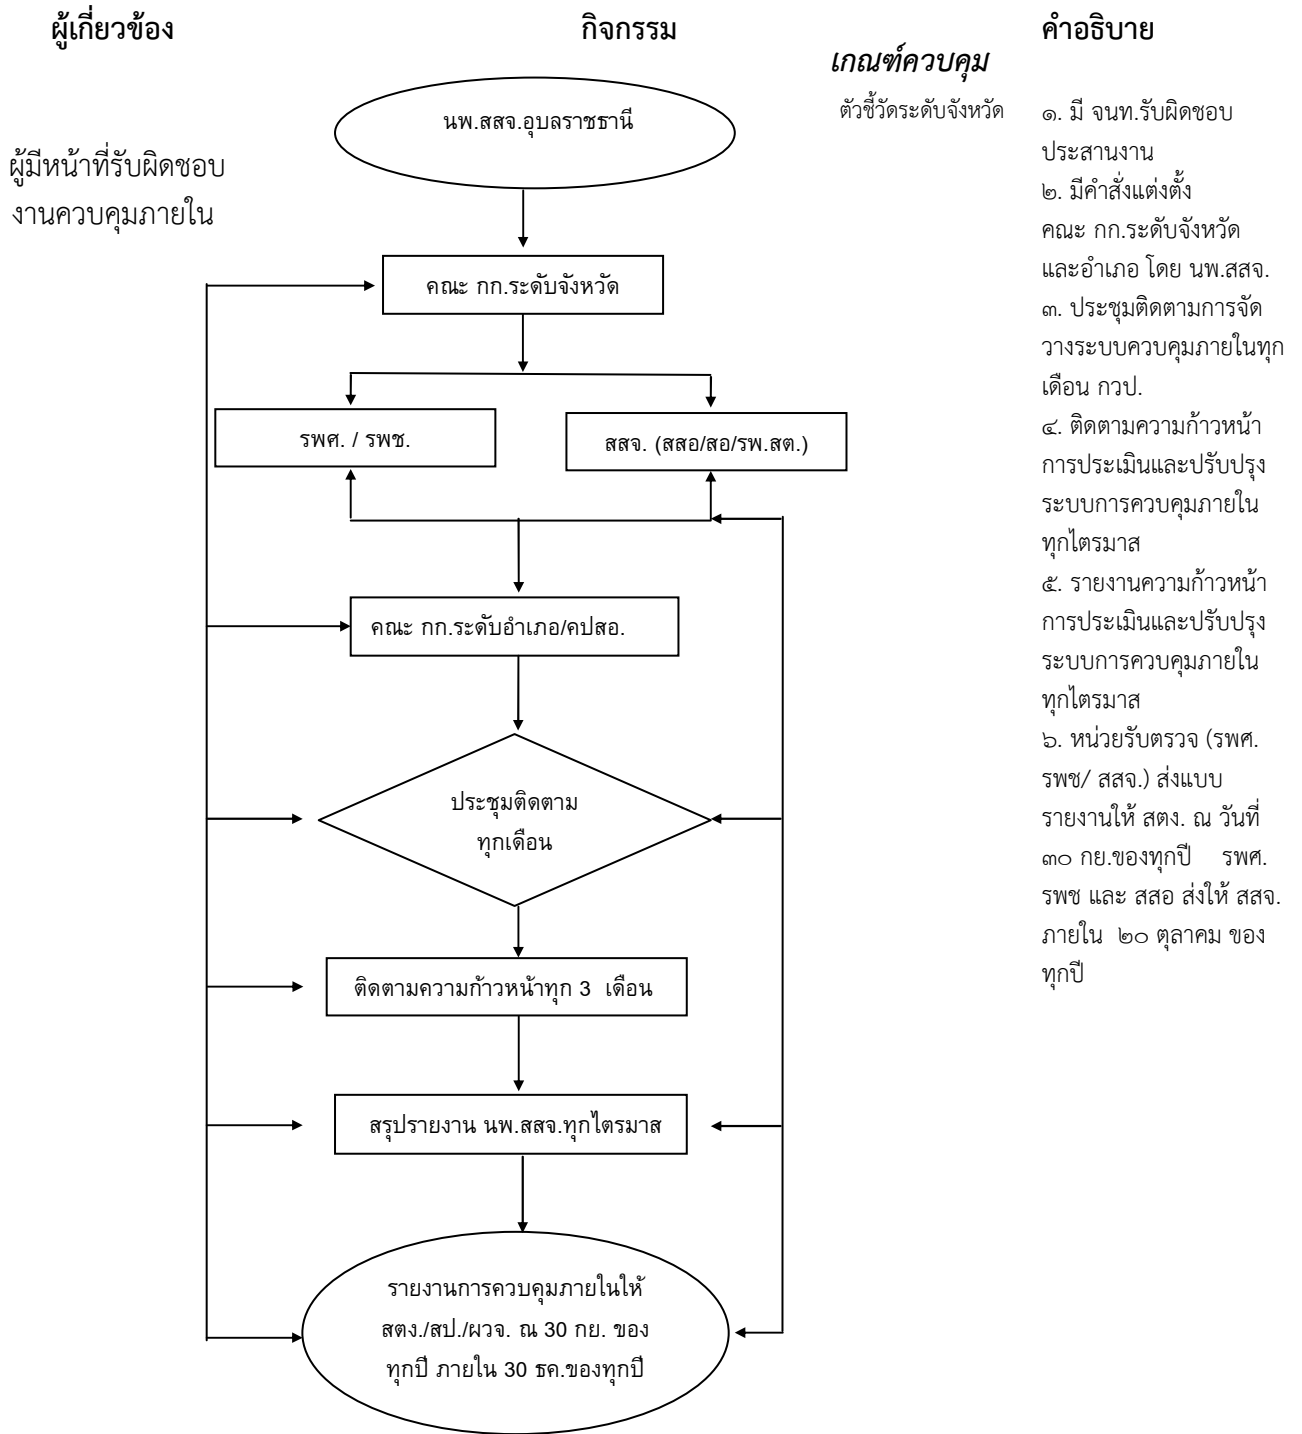 ผู้เกี่ยวข้อง
กิจกรรม
คำอธิบาย
เกณฑ์ควบคุม
ตัวชี้วัดระดับจังหวัด
ผู้มีหน้าที่รับผิดชอบ
งานควบคุมภายใน
นพ.สสจ.อุบลราชธานี
คณะ กก.ระดับจังหวัด
รพศ. / รพช.
สสจ. (สสอ/สอ/รพ.สต.)
คณะ กก.ระดับอำเภอ/คปสอ.
ประชุมติดตาม
ทุกเดือน
ติดตามความก้าวหน้าทุก 3 เดือน
สรุปรายงาน นพ.สสจ.ทุกไตรมาส
รายงานการควบคุมภายในให้
สตง./สป./ผวจ. ณ 30 กย. ของ
ทุกปี ภายใน 30 ธค.ของทุกปี
๑. มี จนท.รับผิดชอบ
ประสานงาน
๒. มีคำสั่งแต่งตั้ง
คณะ กก.ระดับจังหวัด
และอำเภอ โดย นพ.สสจ.
๓. ประชุมติดตามการจัด
วางระบบควบคุมภายในทุก
เดือน กวป.
๔. ติดตามความก้าวหน้า
การประเมินและปรับปรุง
ระบบการควบคุมภายใน
ทุกไตรมาส
๕. รายงานความก้าวหน้า
การประเมินและปรับปรุง
ระบบการควบคุมภายใน
ทุกไตรมาส
๖. หน่วยรับตรวจ (รพศ.
รพช/ สสจ.) ส่งแบบ
รายงานให้ สตง. ณ วันที่
๓๐ กย.ของทุกปี รพศ.
รพช และ สสอ ส่งให้ สสจ.
ภายใน ๒๐ ตุลาคม ของ
ทุกปี